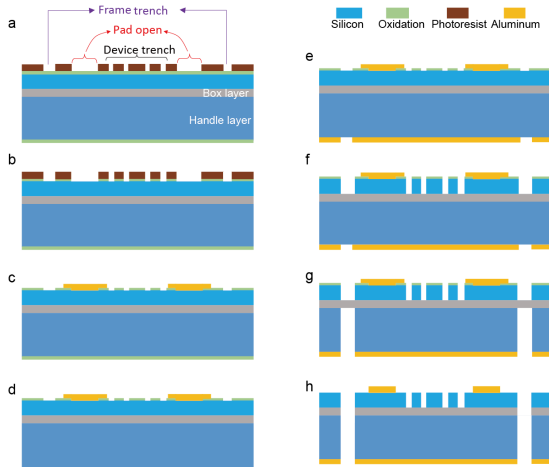 a
Frame trench
Pad open
Device trench
Box layer
Handle layer
b
c
d
Silicon
Oxidation
Photoresist
Aluminum
e
f
g
h